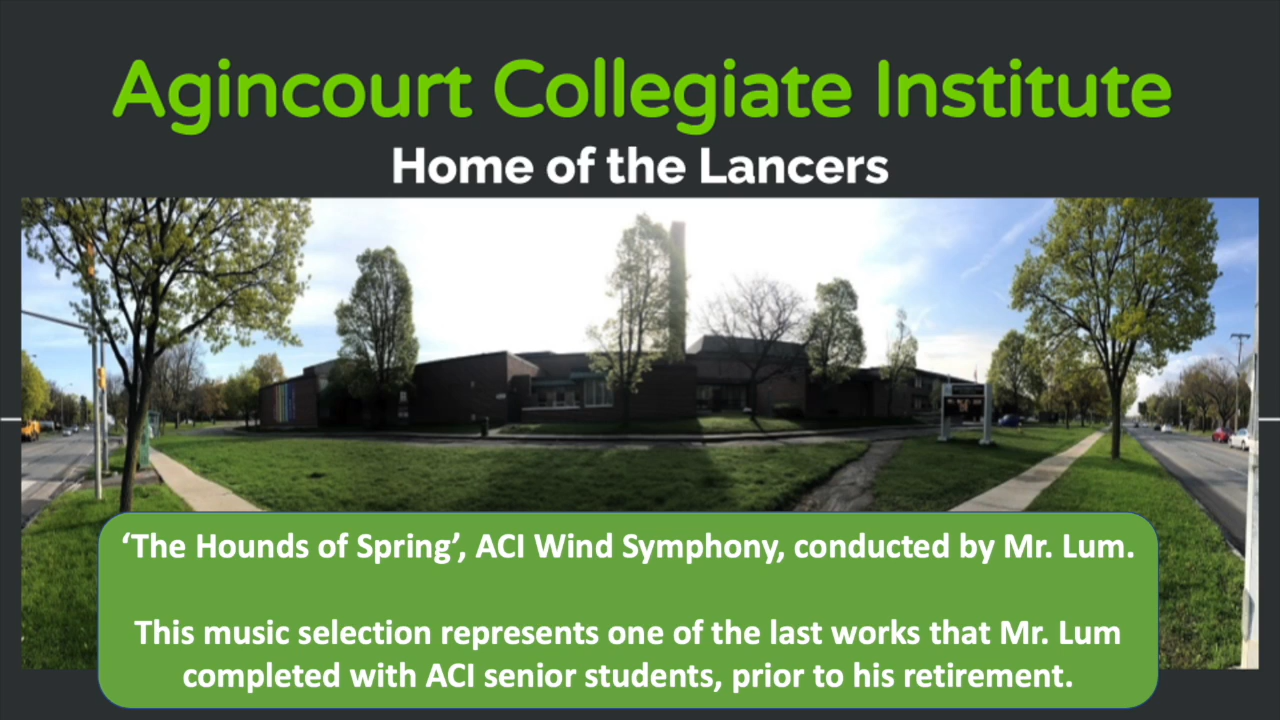 Agincourt Collegiate Institute
Home of the Lancers
‘The Hounds of Spring’, ACI Wind Symphony, conducted by Mr. Lum.
This music selection represents one of the last works that Mr. Lum
completed with ACI senior students, prior to his retirement.